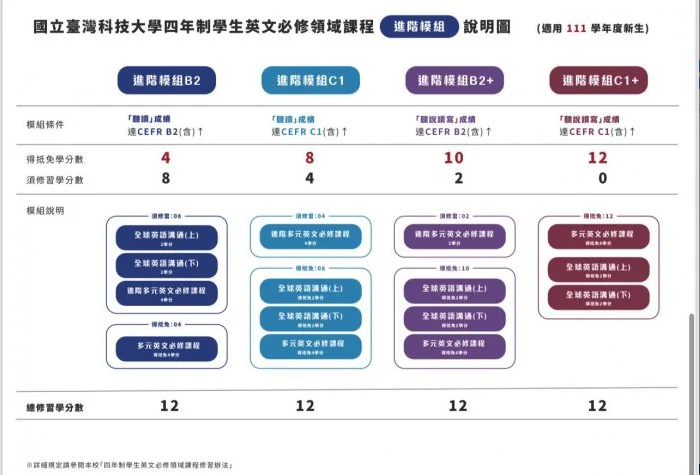 國立臺灣科技大學四年制學生英文必修領域課程 進階模組 說明圖 (適用 111 學年度新生)
進階模組B2 進階模組C1 進階模組B2+ 進階模組C1+
模組條件
「聽讀」成績
達CEFR B2(含)↑
「聽讀」成績
達CEFR C1(含)↑
「聽說讀寫」成績
達CEFR B2(含)↑
「聽說讀寫」成績
達CEFR C1(含)↑
得抵免學分數 4 8 10 12
須修習學分數 8 4 2 0
模組說明
須修習:08
全球英語溝通(上)
2學分
全球英語溝通(下)
2學分
進階多元英文必修課程
4學分
得抵免:04
多元英文必修課程
得抵免4學分
須修習:04
進階多元英文必修課程
4學分
得抵免:08
全球英語溝通(上)
得抵免2學分
全球英語溝通(下)
得抵免2學分
多元英文必修課程
得抵免4學分
須修習:02
進階多元英文必修課程
2學分
得抵免:10
全球英語溝通(上)
得抵免2學分
全球英語溝通(下)
得抵免2學分
多元英文必修課程
得抵免6學分
得抵免:12
多元英文必修課程
得抵免8學分
全球英語溝通(上)
得抵免2學分
全球英語溝通(下)
得抵免2學分
總修習學分數 12 12 12 12
※詳細規定請參閱本校「四年制學生英文必修領域課程修習辦法」